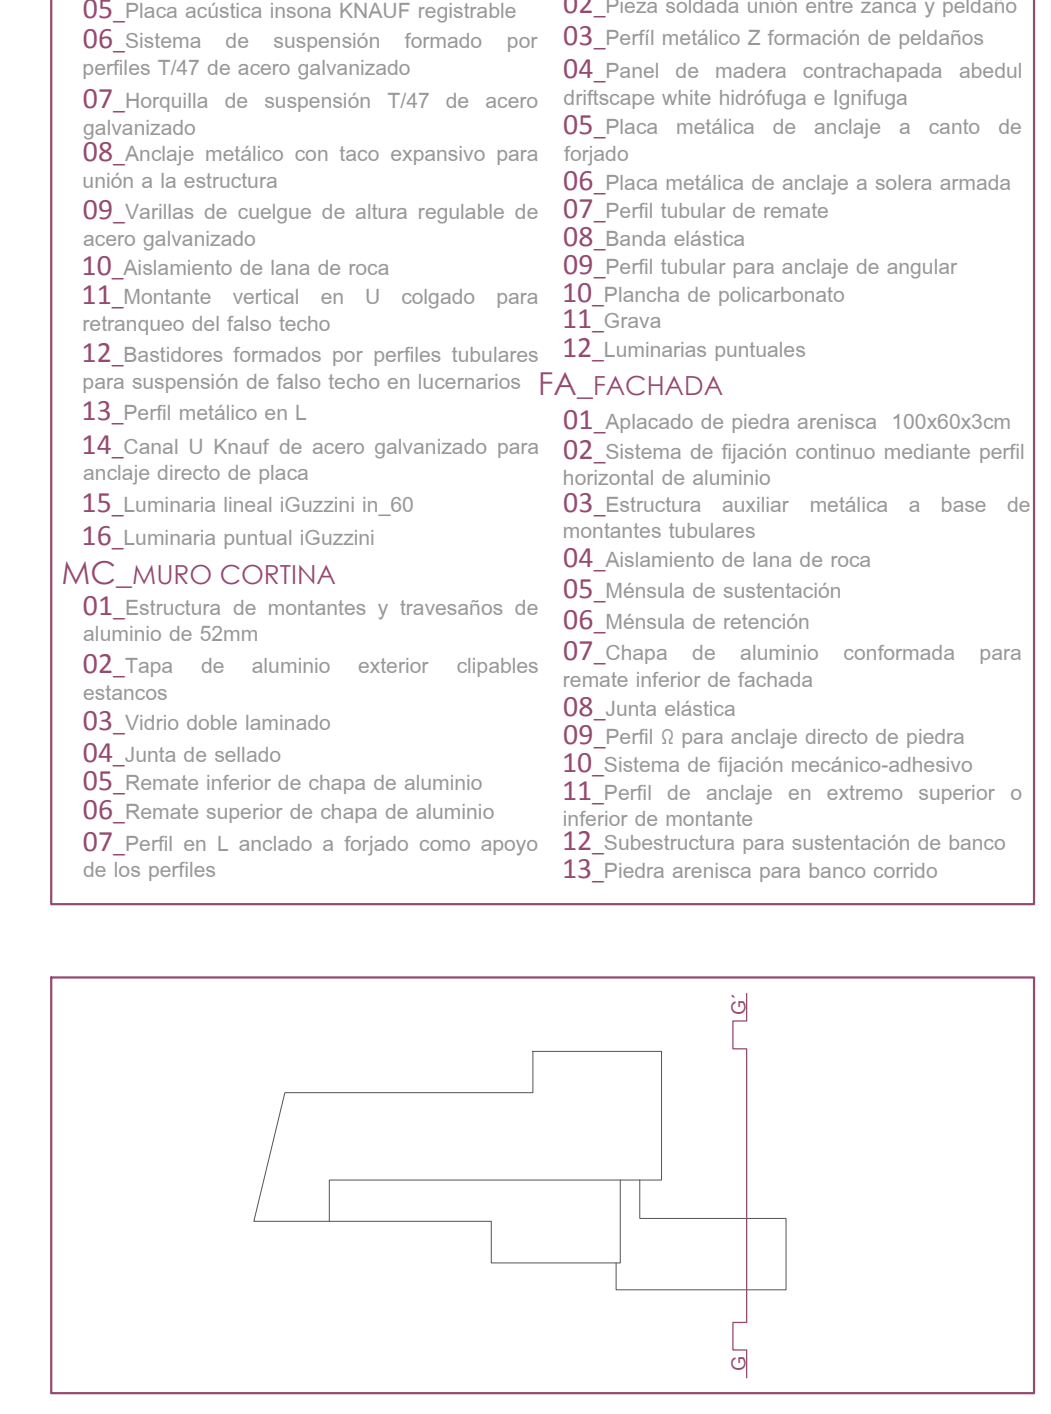 05_Placa acústica insona KNAUF registrable
06_Sistema de suspensión formado por
perfiles T/47 de acero galvanizado
07_Horquilla de suspensión T/47 de acero
galvanizado
08_Anclaje metálico con taco expansivo para
unión a la estructura
09_Varillas de cuelgue de altura regulable de
acero galvanizado
10_Aislamiento de lana de roca
11_Montante vertical en U colgado para
retranqueo del falso techo
12_Bastidores formados por perfiles tubulares
para suspensión de falso techo en lucernarios
13_Perfil metálico en L
14_Canal U Knauf de acero galvanizado para
anclaje directo de placa
15_Luminaria lineal iGuzzini in_60
16_Luminaria puntual iGuzzini
MC_MURO CORTINA
01_Estructura de montantes y travesaños de
aluminio de 52mm
02_Tapa de aluminio exterior clipables
estancos
03_Vidrio doble laminado
04_Junta de sellado
05_Remate inferior de chapa de aluminio
06_Remate superior de chapa de aluminio
07_Perfil en L anclado a forjado como apoyo
de los perfiles
02_Pieza soldada unión entre zanca y peldaño
03_Perfíl metálico Z formación de peldaños
04_Panel de madera contrachapada abedul
driftscape white hidrófuga e Ignifuga
05_Placa metálica de anclaje a canto de
forjado
06_Placa metálica de anclaje a solera armada
07_Perfil tubular de remate
08_Banda elástica
09_Perfil tubular para anclaje de angular
10_Plancha de policarbonato
11_Grava
12_Luminarias puntuales
FA_FACHADA
01_Aplacado de piedra arenisca 100x60x3cm
02_Sistema de fijación continuo mediante perfil
horizontal de aluminio
03_Estructura auxiliar metálica a base de
montantes tubulares
04_Aislamiento de lana de roca
05_Ménsula de sustentación
06_Ménsula de retención
07_Chapa de aluminio conformada para
remate inferior de fachada
08_Junta elástica
09_Perfil Ω para anclaje directo de piedra
10_Sistema de fijación mecánico-adhesivo
11_Perfil de anclaje en extremo superior o
inferior de montante
12_Subestructura para sustentación de banco
13_Piedra arenisca para banco corrido
G´
G